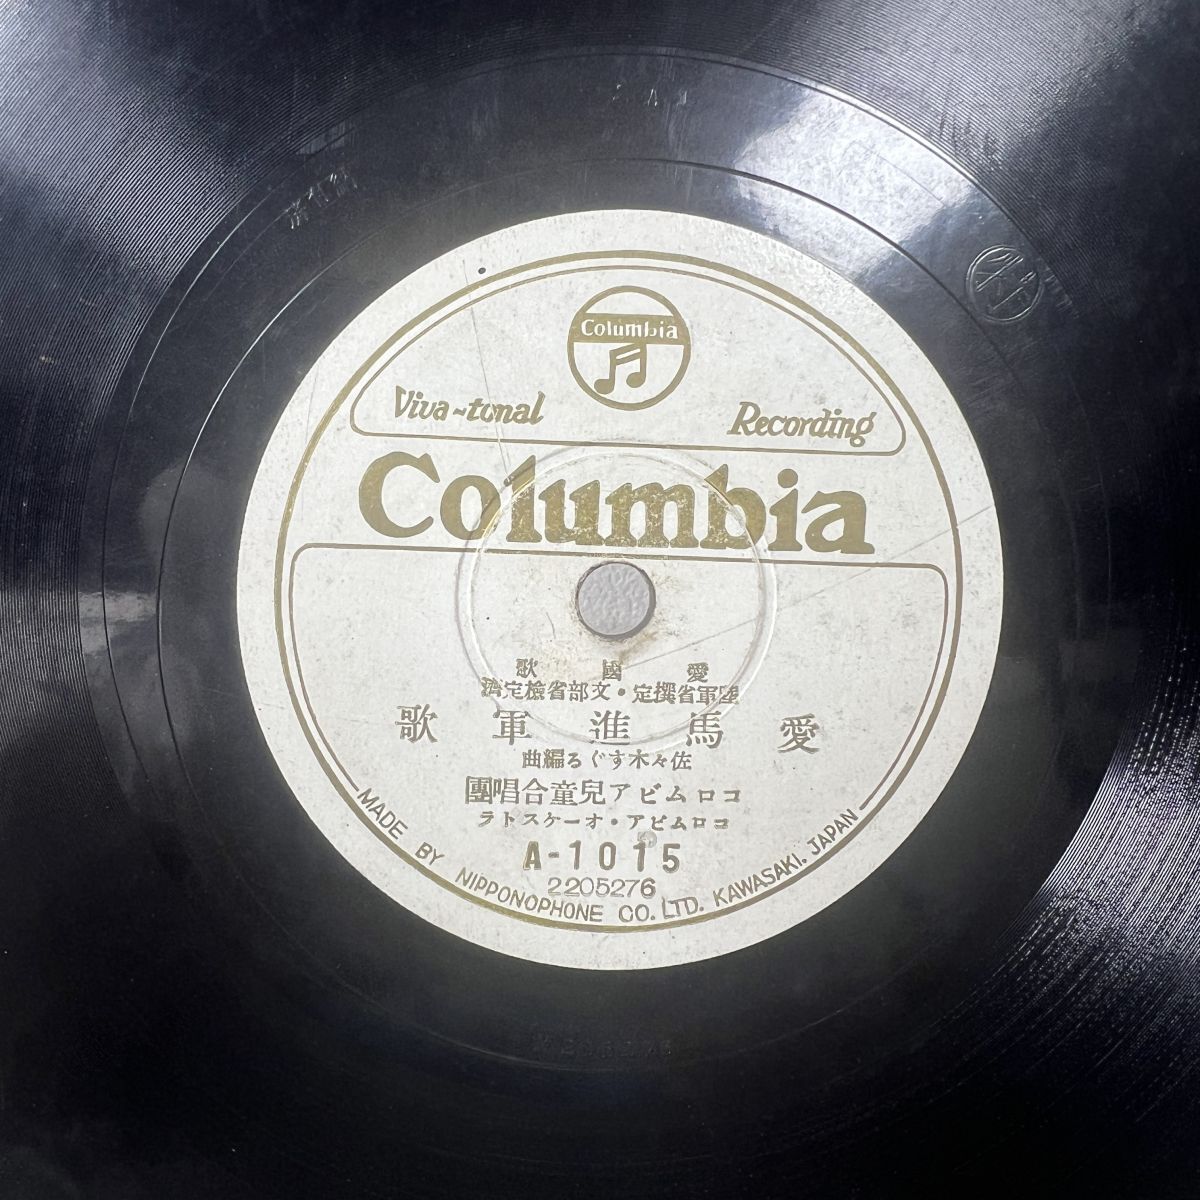 Columbia
Viva-tonal Recording
Columbia
愛國歌
陸軍省撰定・文部省檢定濟
愛馬進軍歌
佐々木すぐる編曲
コロムビア兒童合唱團
コロムビア・オーケストラ
A-1015
2205276
MADE BY NIPPONOPHONE CO. LTD. KAWASAKI, JAPAN